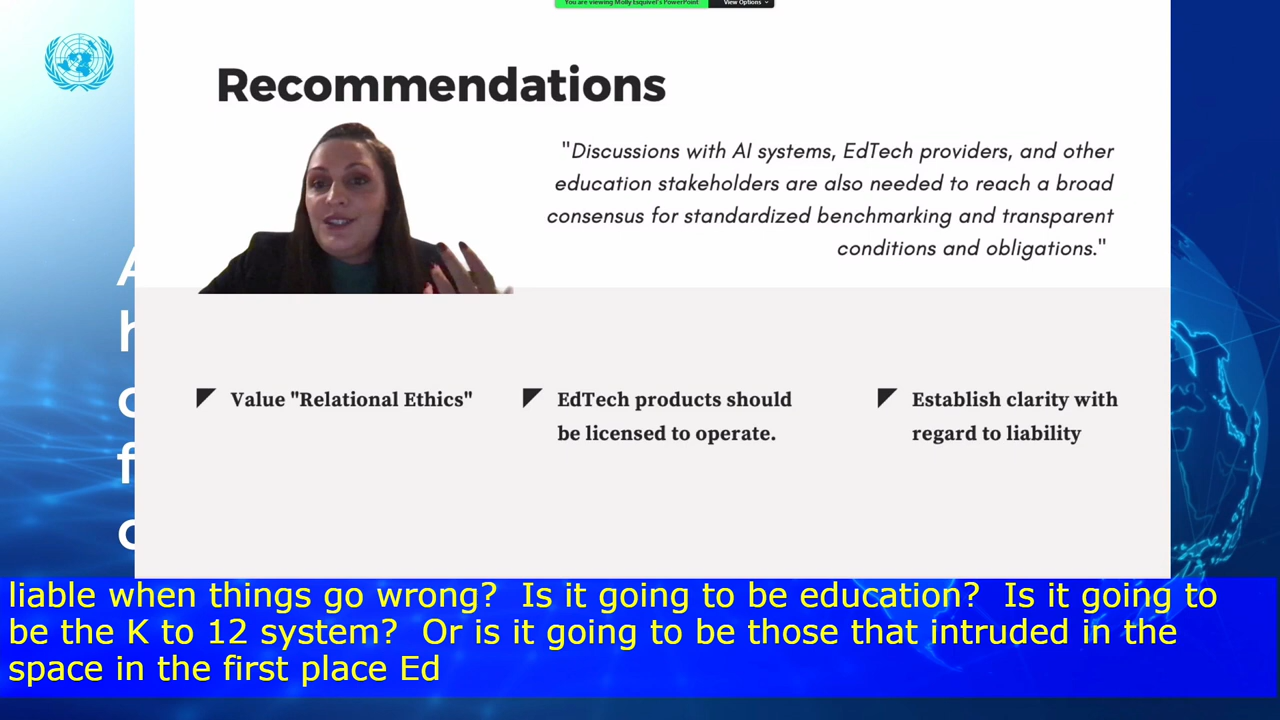 You are viewing Molly Esquivel's PowerPoint
View Options
Recommendations
"Discussions with AI systems, EdTech providers, and other
education stakeholders are also needed to reach a broad
consensus for standardized benchmarking and transparent
conditions and obligations."
Value "Relational Ethics"
EdTech products should
be licensed to operate.
Establish clarity with
regard to liability
liable when things go wrong?  Is it going to be education?  Is it going to
be the K to 12 system?  Or is it going to be those that intruded in the
space in the first place Ed